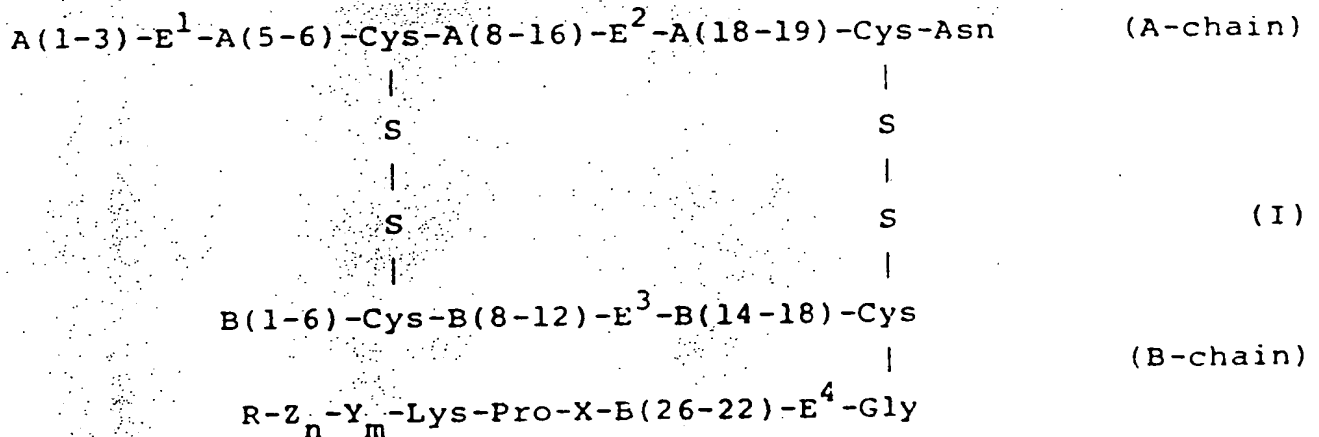 A(1-3)-E¹-A(5-6)-Cys-A(8-16)-E²-A(18-19)-Cys-Asn (A-chain)
| |
S S
| |
S S (I)
| |
B(1-6)-Cys-B(8-12)-E³-B(14-18)-Cys
| (B-chain)
R-Zₙ-Yₘ-Lys-Pro-X-B(26-22)-E⁴-Gly